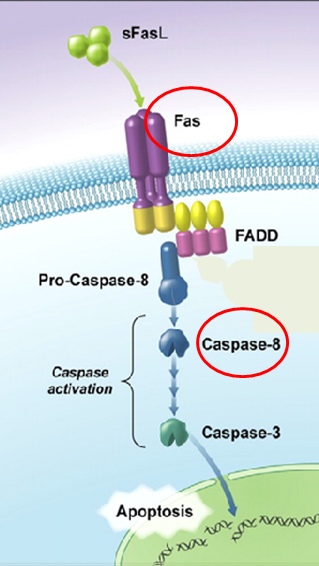 sFasL
Fas
FADD
Pro-Caspase-8
Caspase-8
Caspase
activation
Caspase-3
Apoptosis